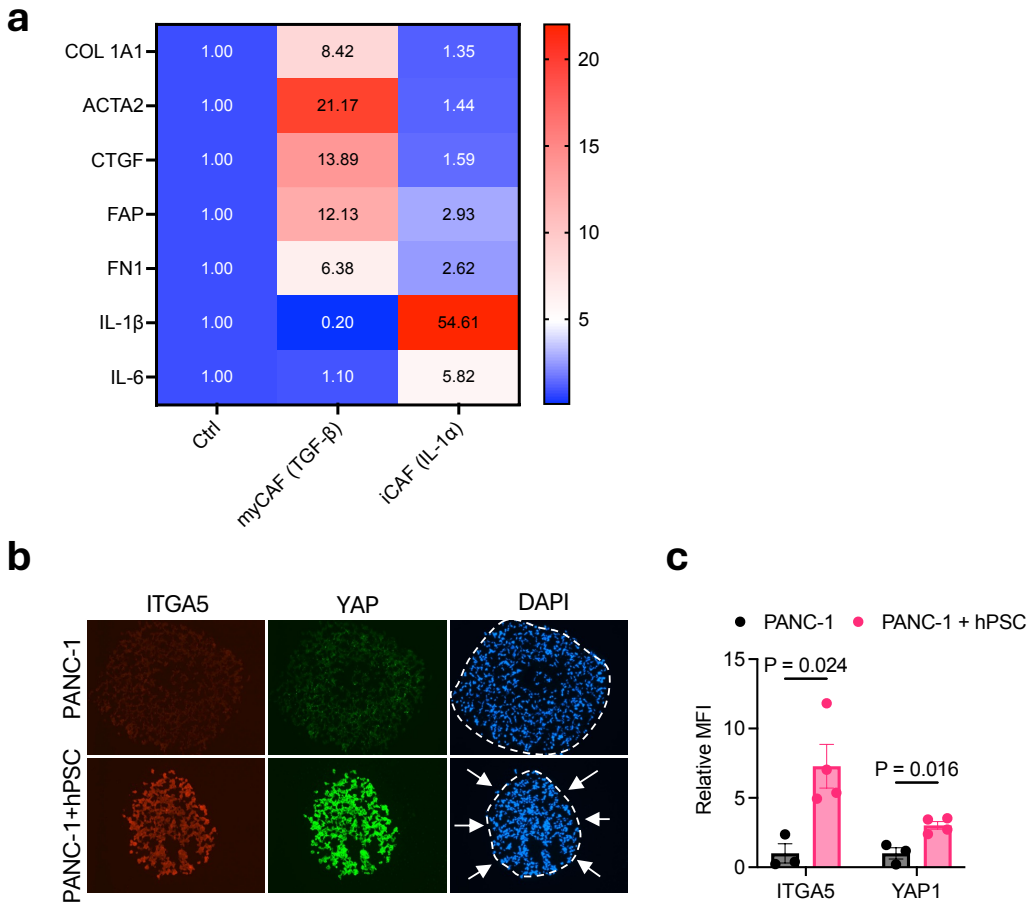 a
COL 1A1 1.00 8.42 1.35
ACTA2 1.00 21.17 1.44
CTGF 1.00 13.89 1.59
FAP 1.00 12.13 2.93
FN1 1.00 6.38 2.62
IL-1β 1.00 0.20 54.61
IL-6 1.00 1.10 5.82
Ctrl
myCAF (TGF-β)
iCAF (IL-1α)
20
15
10
5
b
ITGA5 YAP DAPI
PANC-1
PANC-1+hPSC
c
PANC-1 PANC-1 + hPSC
Relative MFI
15
10
5
0
P = 0.024
P = 0.016
ITGA5 YAP1